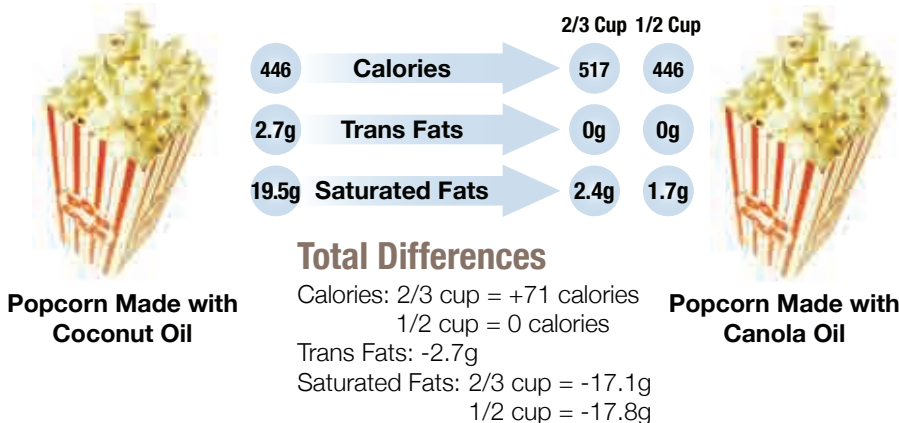 2/3 Cup 1/2 Cup
446 Calories 517 446
2.7g Trans Fats 0g 0g
19.5g Saturated Fats 2.4g 1.7g
Total Differences
Calories: 2/3 cup = +71 calories
1/2 cup = 0 calories
Trans Fats: -2.7g
Saturated Fats: 2/3 cup = -17.1g
1/2 cup = -17.8g
Popcorn Made with
Coconut Oil
Popcorn Made with
Canola Oil